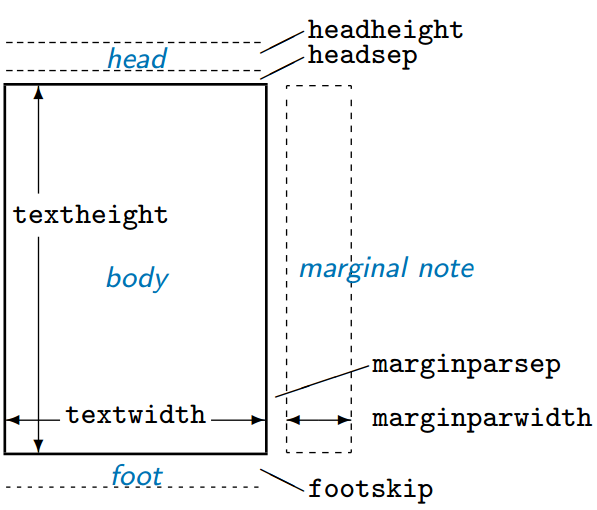 headheight
head
headsep
textheight
body
marginal note
marginparsep
textwidth
marginparwidth
foot
footskip